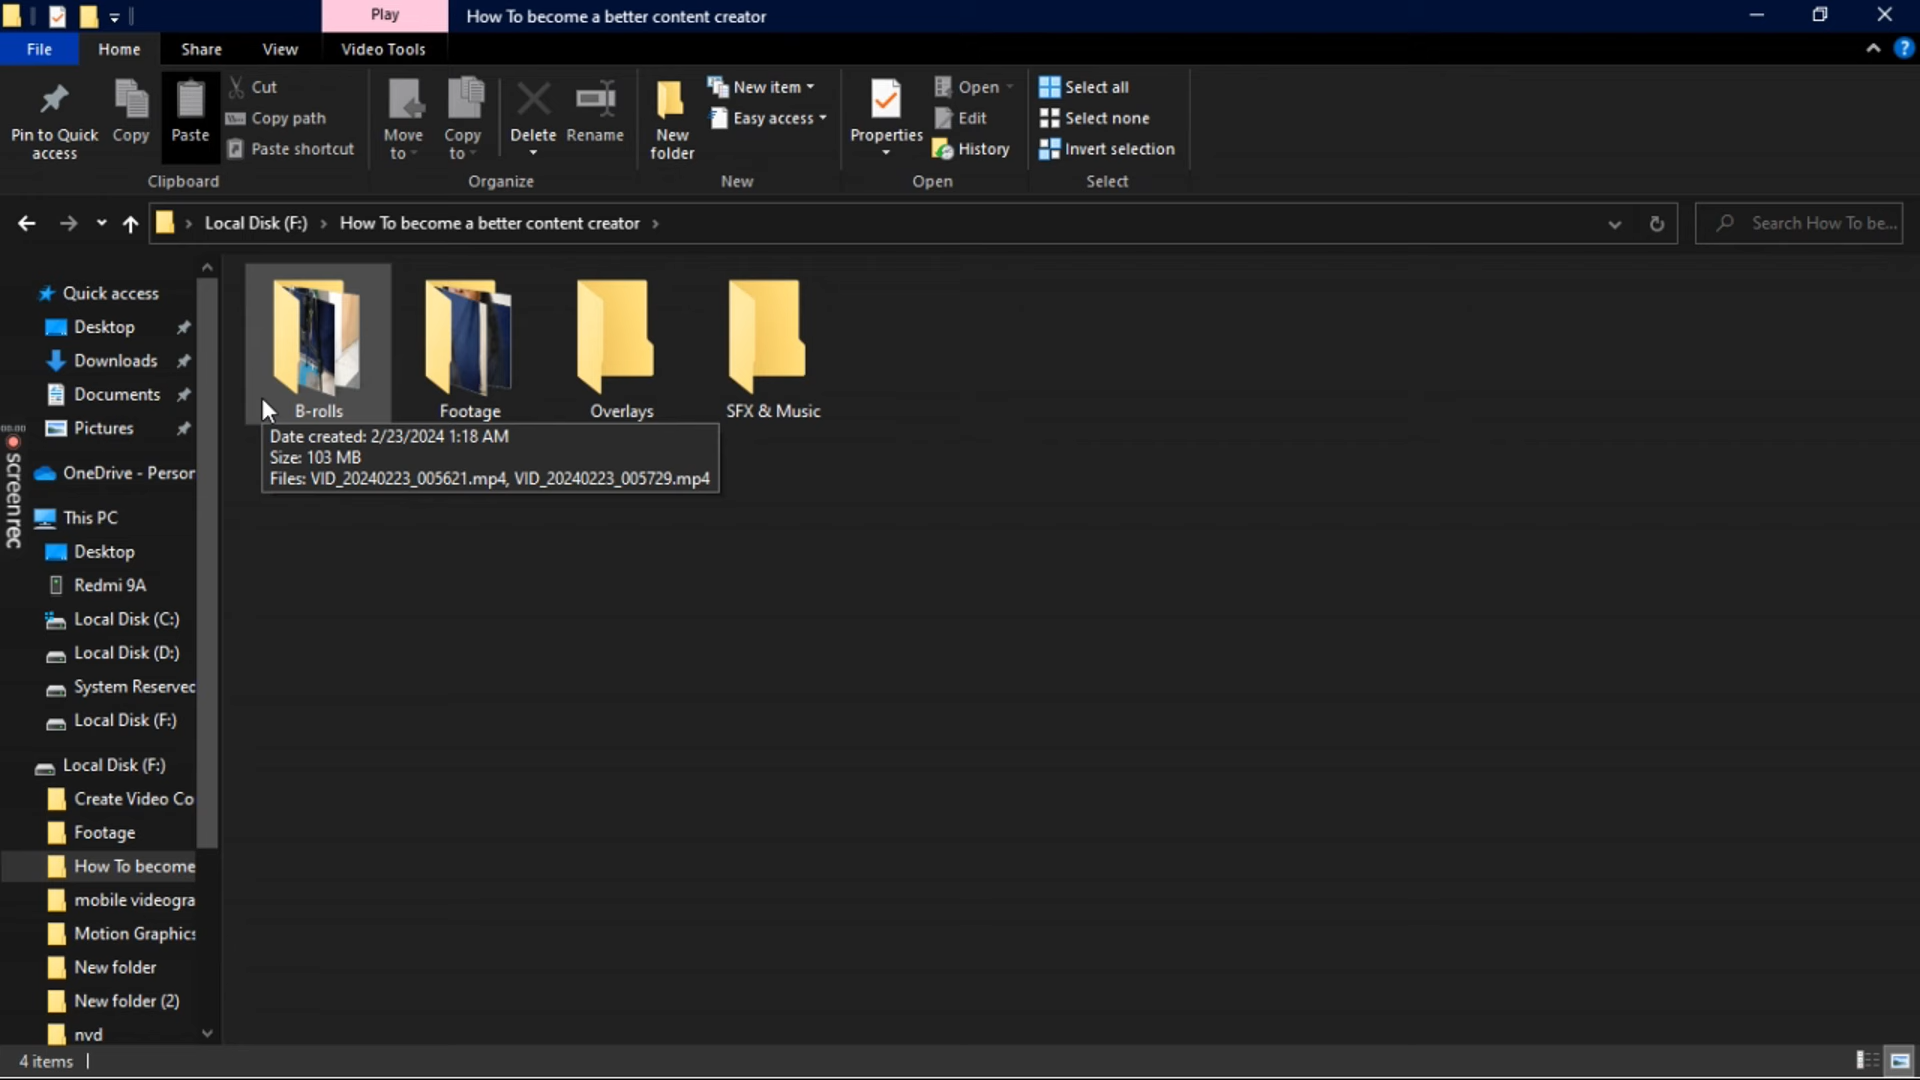 Play
How To become a better content creator
File
Home
Share
View
Video Tools
Pin to Quick access
Copy
Paste
Cut
Copy path
Paste shortcut
Clipboard
Move to
Copy to
Delete
Rename
Organize
New folder
New item
Easy access
New
Properties
Open
Edit
History
Open
Select all
Select none
Invert selection
Select
Local Disk (F:)
How To become a better content creator
Search How To be...
Quick access
Desktop
Downloads
Documents
Pictures
OneDrive - Person
This PC
Desktop
Redmi 9A
Local Disk (C:)
Local Disk (D:)
System Reserved
Local Disk (F:)
Local Disk (F:)
Create Video Co
Footage
How To become
mobile videogra
Motion Graphics
New folder
New folder (2)
nvd
00.00
screenrec
B-rolls
Footage
Overlays
SFX & Music
Date created: 2/23/2024 1:18 AM
Size: 103 MB
Files: VID_20240223_005621.mp4, VID_20240223_005729.mp4
4 items